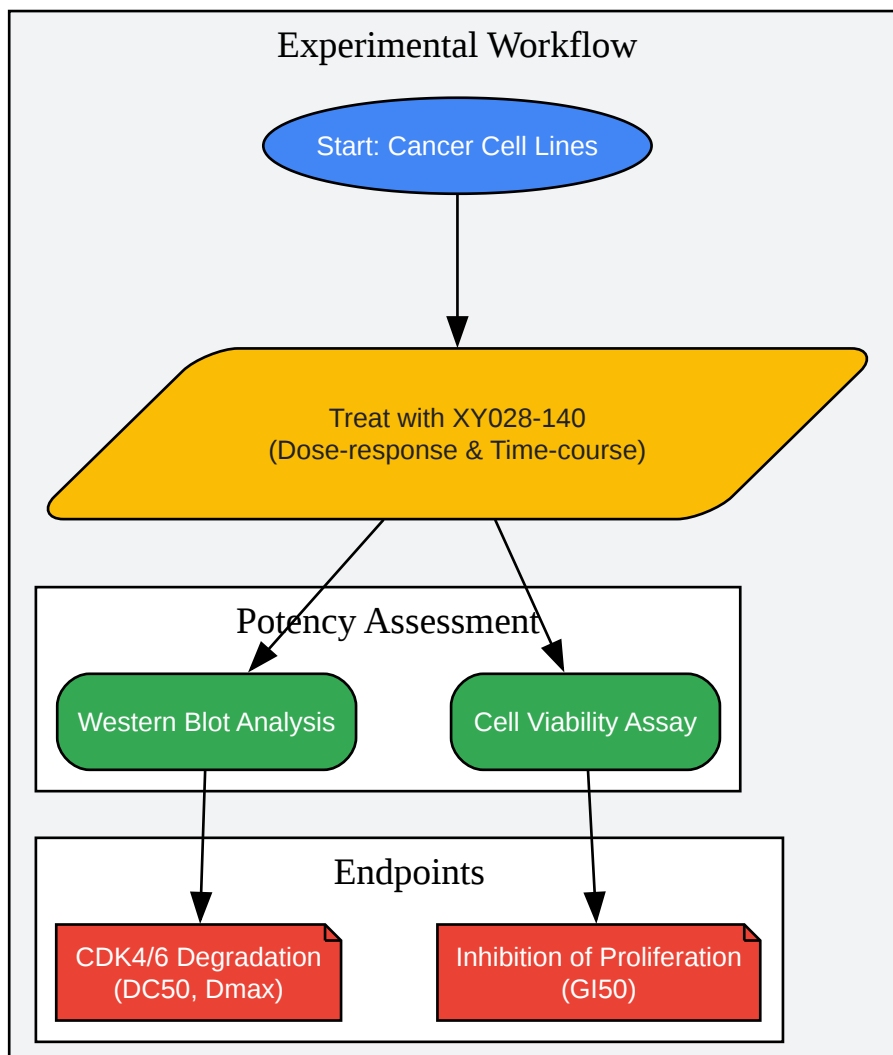 Experimental Workflow
Start: Cancer Cell Lines
Treat with XY028-140
(Dose-response & Time-course)
Potency Assessment
Western Blot Analysis
Cell Viability Assay
Endpoints
CDK4/6 Degradation
(DC50, Dmax)
Inhibition of Proliferation
(GI50)